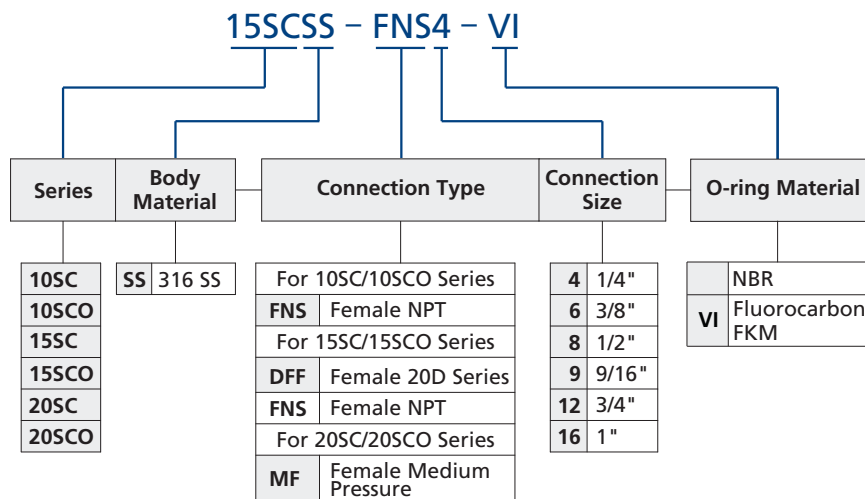 15SCSS – FNS4 – VI
Series
Body
Material
Connection Type
Connection
Size
O-ring Material
10SC
10SCO
15SC
15SCO
20SC
20SCO
SS 316 SS
For 10SC/10SCO Series
FNS Female NPT
For 15SC/15SCO Series
DFF Female 20D Series
FNS Female NPT
For 20SC/20SCO Series
MF Female Medium
Pressure
4 1/4"
6 3/8"
8 1/2"
9 9/16"
12 3/4"
16 1"
NBR
VI Fluorocarbon
FKM